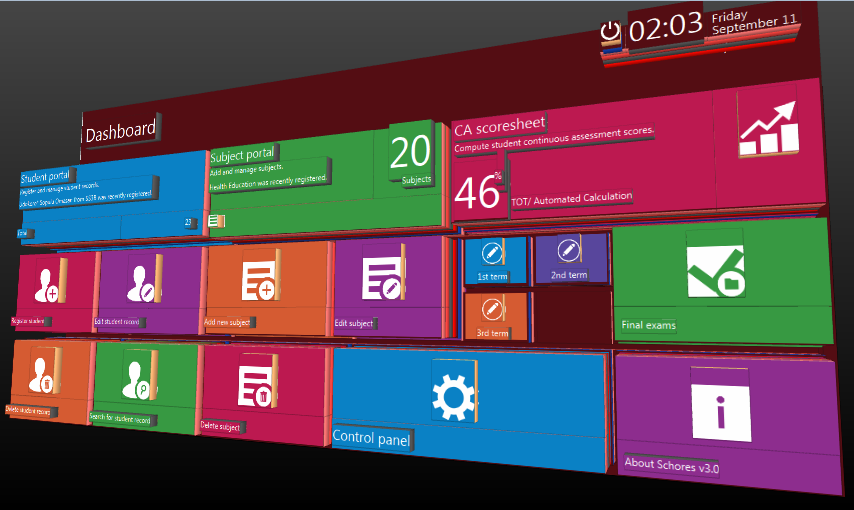 02:03
Friday
September 11
Dashboard
Student portal
Register and manage student records.
from SS3B was recently registered.
Total
23
Subject portal
Add and manage subjects.
Health Education was recently registered.
20
Subjects
CA scoresheet
Compute student continuous assessment scores.
46%
TOT/ Automated Calculation
Register student
Edit student record
Add new subject
Edit subject
1st term
2nd term
3rd term
Final exams
Delete student record
Search for student record
Delete subject
Control panel
About Schores v3.0